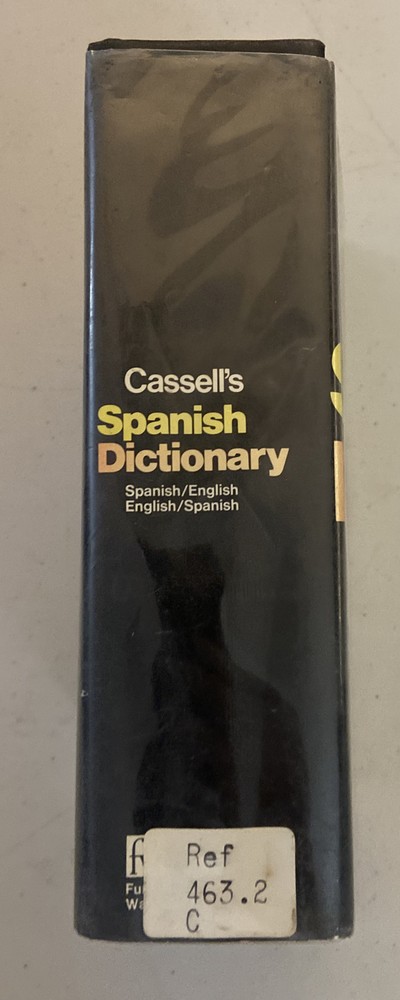 Cassell's
Spanish
Dictionary
Spanish/English
English/Spanish
Ref
463.2
C